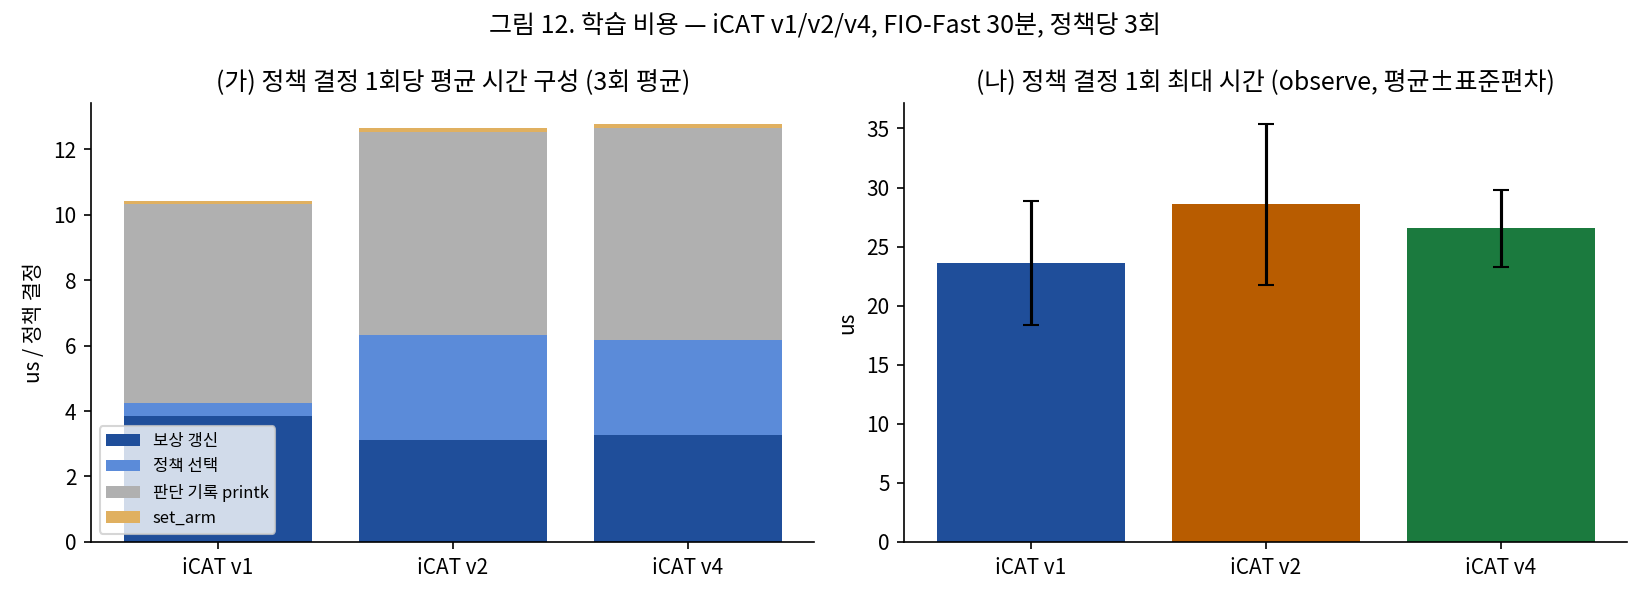 그림 12. 학습 비용 — iCAT v1/v2/v4, FIO-Fast 30분, 정책당 3회
(가) 정책 결정 1회당 평균 시간 구성 (3회 평균)
us / 정책 결정
12
10
8
6
4
2
0
보상 갱신
정책 선택
판단 기록 printk
set_arm
iCAT v1
iCAT v2
iCAT v4
(나) 정책 결정 1회 최대 시간 (observe, 평균±표준편차)
us
35
30
25
20
15
10
5
0
iCAT v1
iCAT v2
iCAT v4